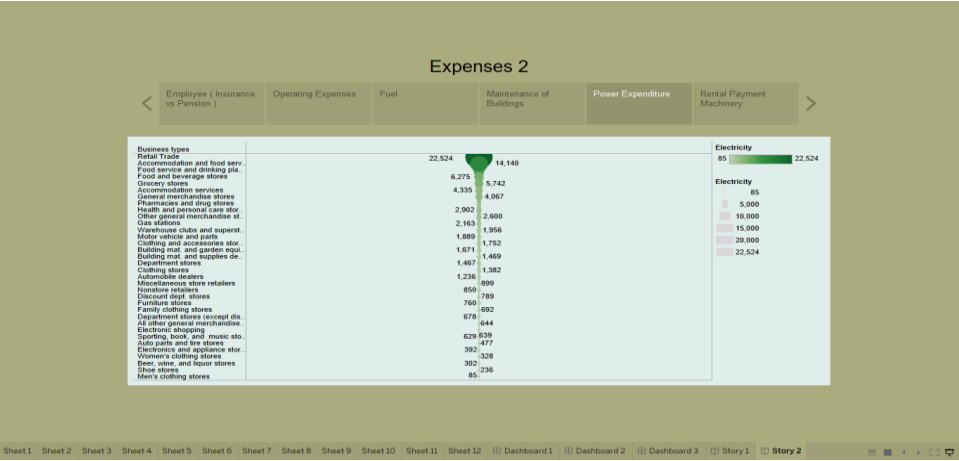 Expenses 2
Employee ( Insurance
vs Pension )
Operating Expenses
Fuel
Maintenance of
Buildings
Power Expenditure
Rental Payment
Machinery
Business types
Retail Trade
Accommodation and food serv..
Food service and drinking pla..
Food and beverage stores
Grocery stores
Accommodation services
General merchandise stores
Pharmacies and drug stores
Health and personal care stor..
Other general merchandise st..
Gas stations
Warehouse clubs and superst..
Motor vehicle and parts
Clothing and accessories stor..
Building mat. and garden equi..
Building mat. and supplies de..
Department stores
Clothing stores
Automobile dealers
Miscellaneous store retailers
Nonstore retailers
Discount dept. stores
Furniture stores
Family clothing stores
Department stores (except dis..
All other general merchandise..
Electronic shopping
Sporting, book, and music sto..
Auto parts and tire stores
Electronics and appliance stor..
Women's clothing stores
Beer, wine, and liquor stores
Shoe stores
Men's clothing stores
22,524
14,140
6,275
5,742
4,335
4,067
2,902
2,600
2,163
1,956
1,889
1,752
1,671
1,469
1,467
1,382
1,236
899
850
789
760
692
678
644
629 639
477
392
328
302
236
85
Electricity
85 22,524
Electricity
85
5,000
10,000
15,000
20,000
22,524
Sheet 1 Sheet 2 Sheet 3 Sheet 4 Sheet 5 Sheet 6 Sheet 7 Sheet 8 Sheet 9 Sheet 10 Sheet 11 Sheet 12 Dashboard 1 Dashboard 2 Dashboard 3 Story 1 Story 2